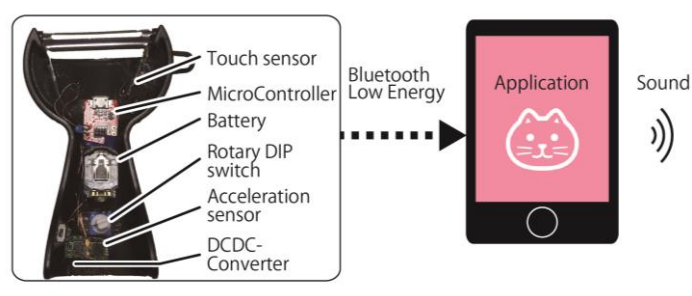 Touch sensor
MicroController
Battery
Rotary DIP
switch
Acceleration
sensor
DCDC-
Converter
Bluetooth
Low Energy
Application
Sound